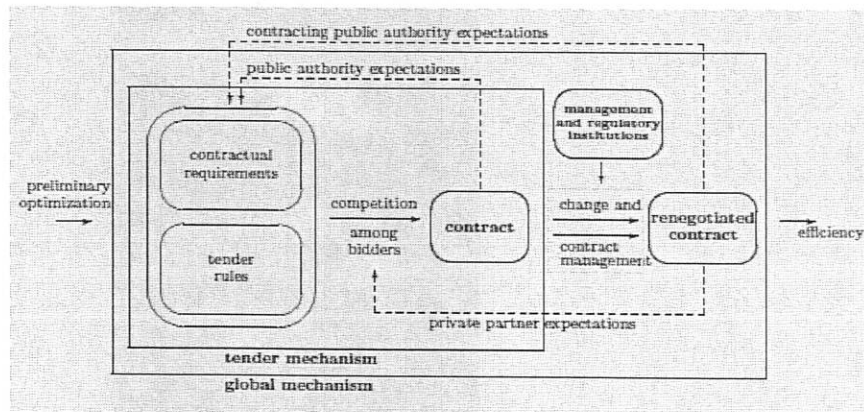 contracting public authority expectations
public authority expectations
management
and regulatory
institutions
contractual
requirements
preliminary
optimization
competition
among
bidders
contract
change and
contract
management
renegotiated
contract
efficiency
tender
rules
private partner expectations
tender mechanism
global mechanism